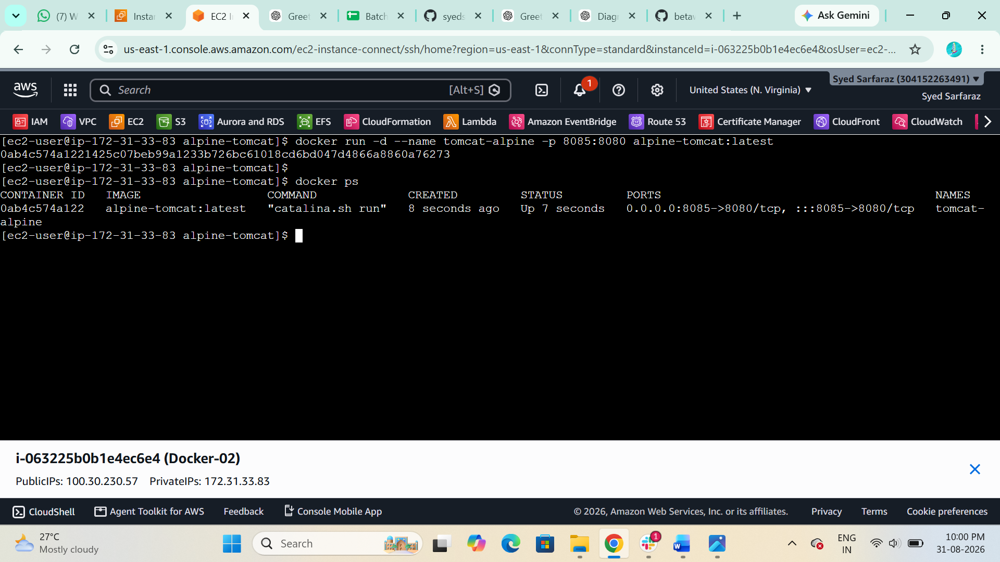 (7) W
Instan
EC2 I
Greet
Batch
syeds
Greet
Diagr
betaw
Ask Gemini
us-east-1.console.aws.amazon.com/ec2-instance-connect/ssh/home?region=us-east-1&connType=standard&instanceId=i-063225b0b1e4ec6e4&osUser=ec2-...
aws
Search
[Alt+S]
1
United States (N. Virginia) ▼
Syed Sarfaraz (304152263491) ▼
Syed Sarfaraz
IAM
VPC
EC2
S3
Aurora and RDS
EFS
CloudFormation
Lambda
Amazon EventBridge
Route 53
Certificate Manager
CloudFront
CloudWatch
[ec2-user@ip-172-31-33-83 alpine-tomcat]$ docker run -d --name tomcat-alpine -p 8085:8080 alpine-tomcat:latest
0ab4c574a1221425c07beb99a1233b726bc61018cd6bd047d4866a8860a76273
[ec2-user@ip-172-31-33-83 alpine-tomcat]$
[ec2-user@ip-172-31-33-83 alpine-tomcat]$ docker ps
CONTAINER ID   IMAGE                  COMMAND             CREATED         STATUS         PORTS                                       NAMES
0ab4c574a122   alpine-tomcat:latest   "catalina.sh run"   8 seconds ago   Up 7 seconds   0.0.0.0:8085->8080/tcp, :::8085->8080/tcp   tomcat-
alpine
[ec2-user@ip-172-31-33-83 alpine-tomcat]$
i-063225b0b1e4ec6e4 (Docker-02)
PublicIPs: 100.30.230.57 PrivateIPs: 172.31.33.83
CloudShell
Agent Toolkit for AWS
Feedback
Console Mobile App
© 2026, Amazon Web Services, Inc. or its affiliates.
Privacy
Terms
Cookie preferences
27°C
Mostly cloudy
Search
1
ENG
IN
10:00 PM
31-08-2026